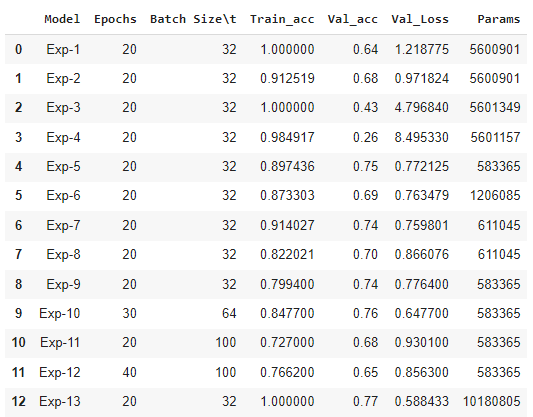 Model Epochs Batch Size\t Train_acc Val_acc Val_Loss Params
0 Exp-1 20 32 1.000000 0.64 1.218775 5600901
1 Exp-2 20 32 0.912519 0.68 0.971824 5600901
2 Exp-3 20 32 1.000000 0.43 4.796840 5601349
3 Exp-4 20 32 0.984917 0.26 8.495330 5601157
4 Exp-5 20 32 0.897436 0.75 0.772125 583365
5 Exp-6 20 32 0.873303 0.69 0.763479 1206085
6 Exp-7 20 32 0.914027 0.74 0.759801 611045
7 Exp-8 20 32 0.822021 0.70 0.866076 611045
8 Exp-9 20 32 0.799400 0.74 0.776400 583365
9 Exp-10 30 64 0.847700 0.76 0.647700 583365
10 Exp-11 20 100 0.727000 0.68 0.930100 583365
11 Exp-12 40 100 0.766200 0.65 0.856300 583365
12 Exp-13 20 32 1.000000 0.77 0.588433 10180805